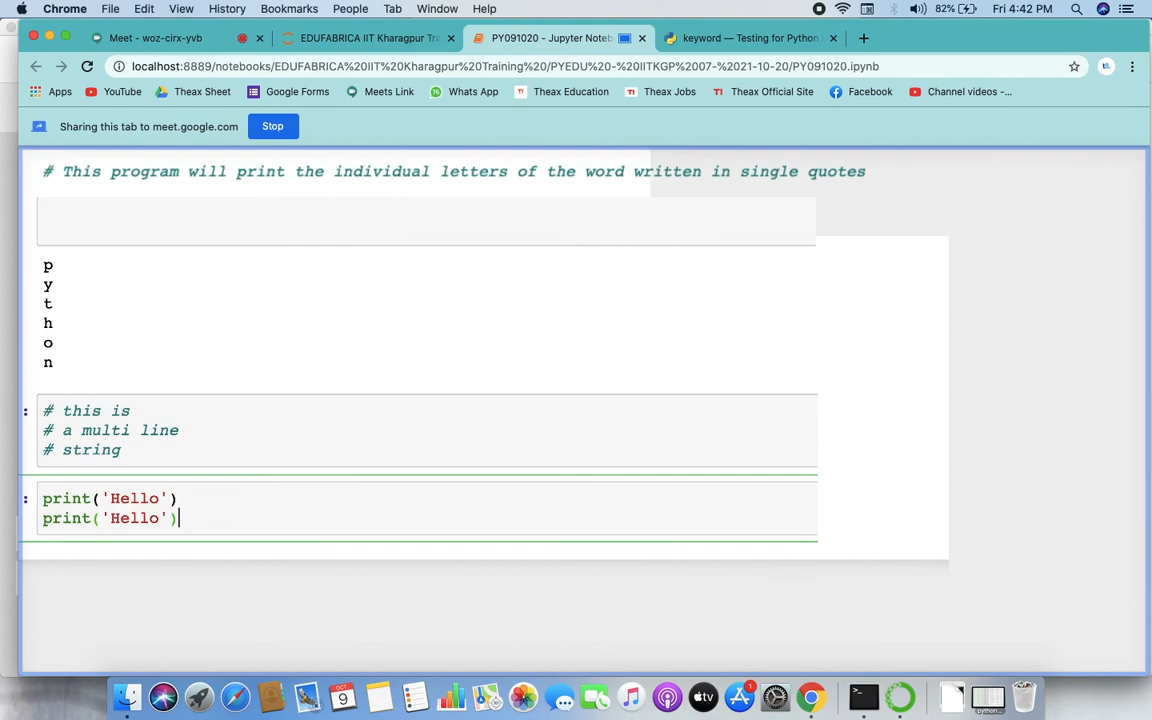 Chrome File Edit View History Bookmarks People Tab Window Help 82% Fri 4:42 PM
Meet - woz-cirx-yvb EDUFABRICA IIT Kharagpur Tra PY091020 - Jupyter Noteb keyword — Testing for Python
localhost:8889/notebooks/EDUFABRICA%20IIT%20Kharagpur%20Training%20/PYEDU%20-%20IITKGP%2007-%2021-10-20/PY091020.ipynb
Apps YouTube Theax Sheet Google Forms Meets Link Whats App Theax Education Theax Jobs Theax Official Site Facebook Channel videos -...
Sharing this tab to meet.google.com Stop
# This program will print the individual letters of the word written in single quotes
p
y
t
h
o
n
: # this is
# a multi line
# string
: print('Hello')
print('Hello')
OCT
9
1